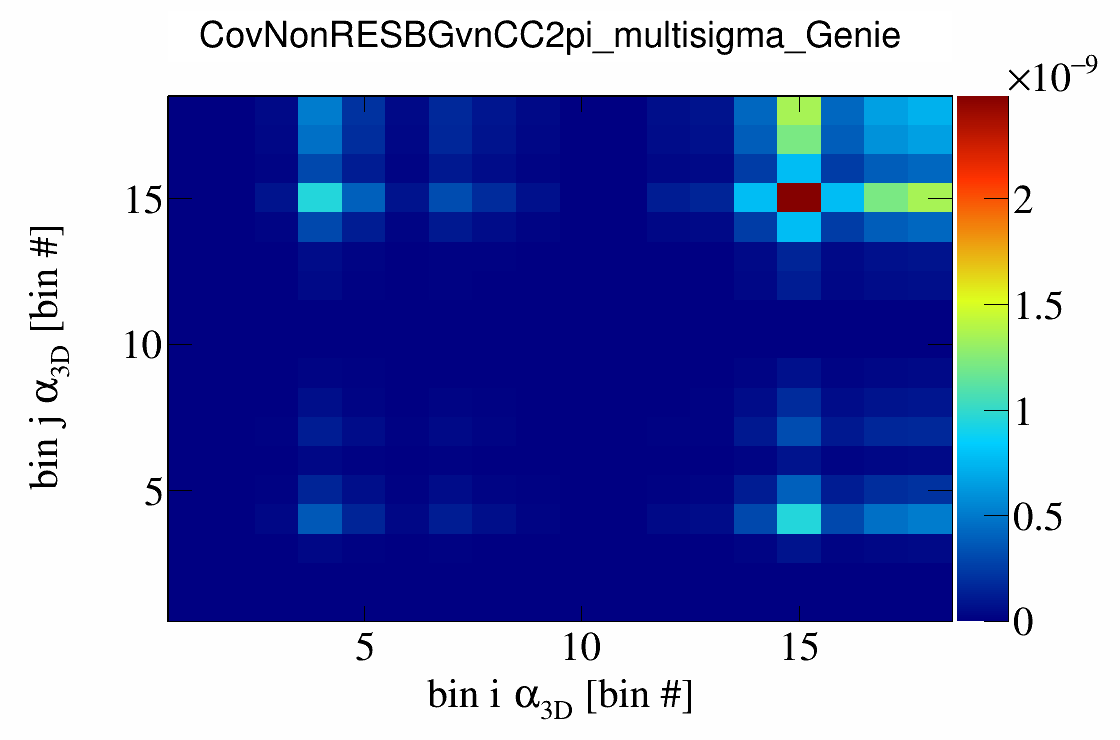 CovNonRESBGvnCC2pi_multisigma_Genie
×10⁻⁹
15
10
5
2
1.5
1
0.5
0
5 10 15
bin j α3D [bin #]
bin i α3D [bin #]